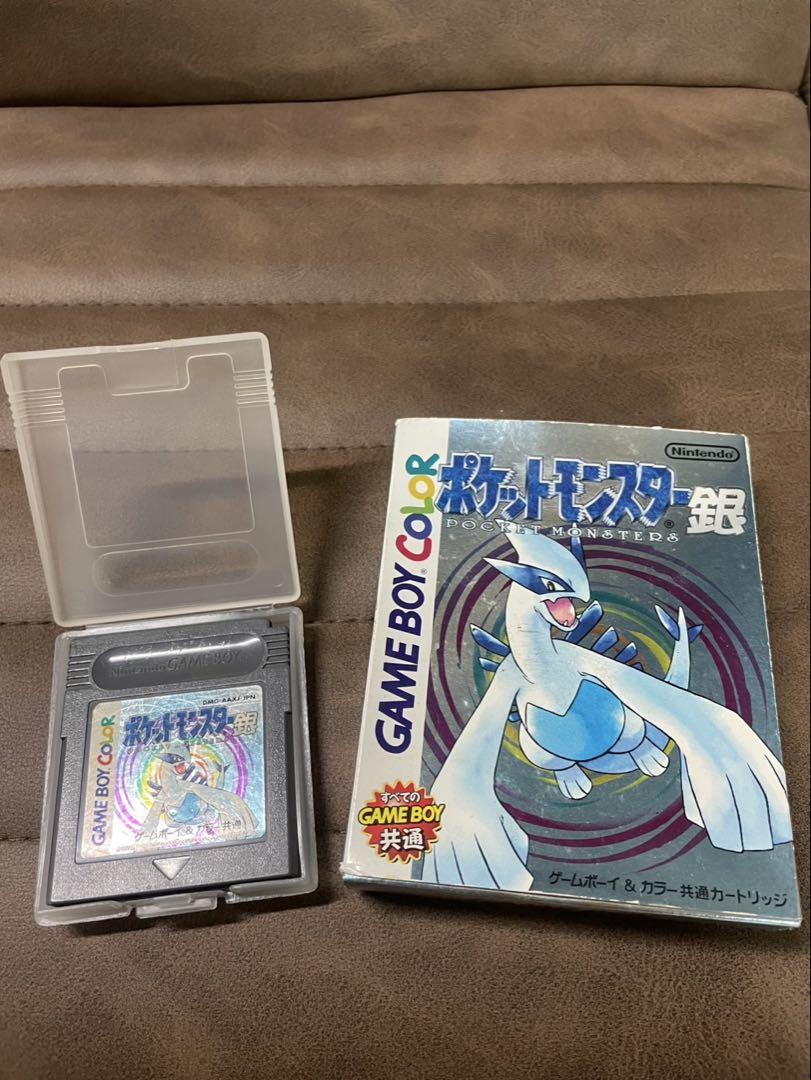 Nintendo GAME BOY
DMG-AAXJ-JPN
GAME BOY COLOR
ポケットモンスター銀
ゲームボーイ & カラー共通
Nintendo®
GAME BOY COLOR
ポケットモンスター®銀
POCKET MONSTERS
すべての
GAME BOY
共通
ゲームボーイ & カラー共通カートリッジ